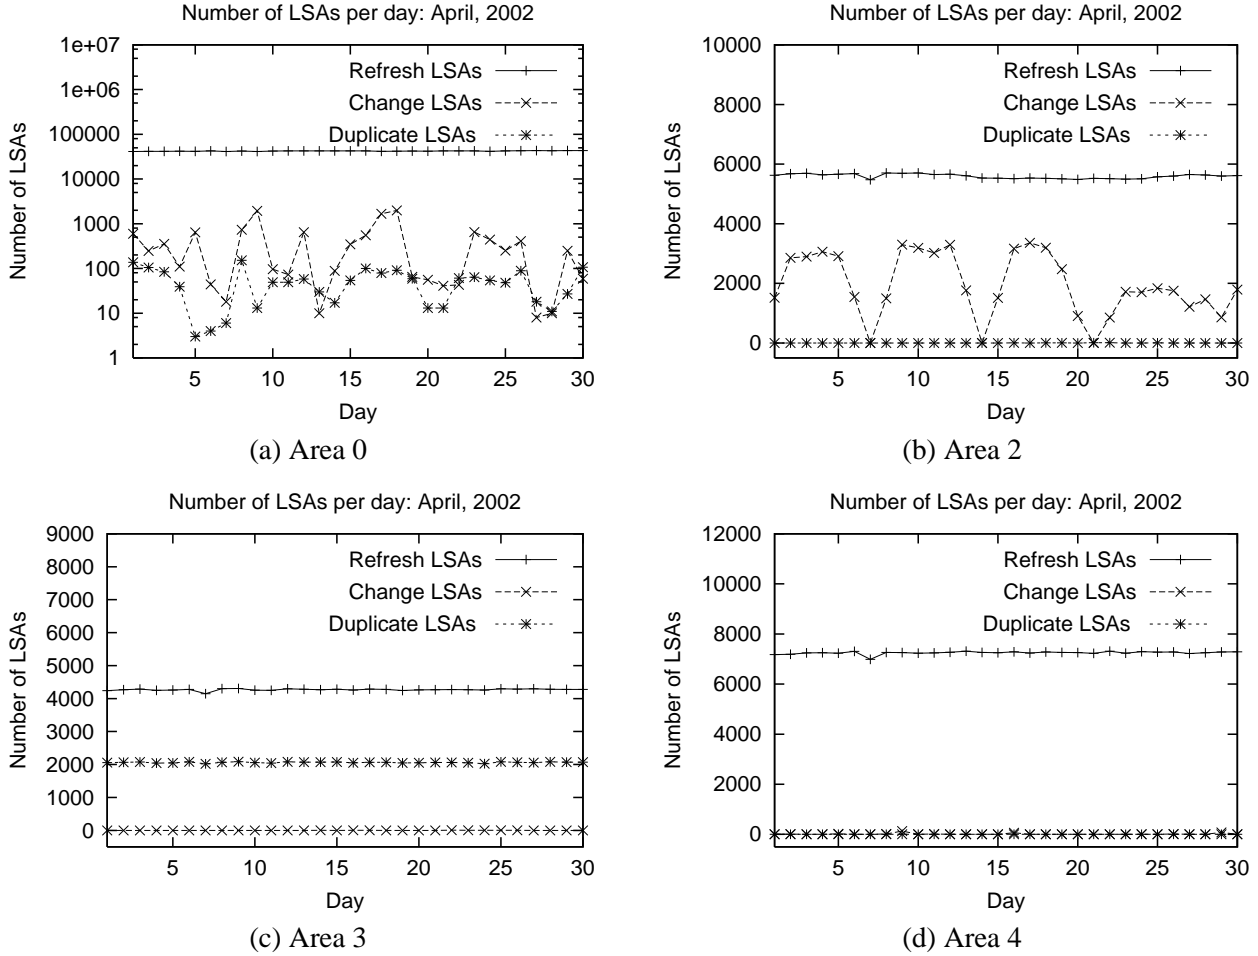 Number of LSAs per day: April, 2002
1e+07
1e+06
100000
10000
1000
100
10
1
Number of LSAs
Refresh LSAs
Change LSAs
Duplicate LSAs
5 10 15 20 25 30
Day
(a) Area 0
Number of LSAs per day: April, 2002
10000
8000
6000
4000
2000
0
Number of LSAs
Refresh LSAs
Change LSAs
Duplicate LSAs
5 10 15 20 25 30
Day
(b) Area 2
Number of LSAs per day: April, 2002
9000
8000
7000
6000
5000
4000
3000
2000
1000
0
Number of LSAs
Refresh LSAs
Change LSAs
Duplicate LSAs
5 10 15 20 25 30
Day
(c) Area 3
Number of LSAs per day: April, 2002
12000
10000
8000
6000
4000
2000
0
Number of LSAs
Refresh LSAs
Change LSAs
Duplicate LSAs
5 10 15 20 25 30
Day
(d) Area 4